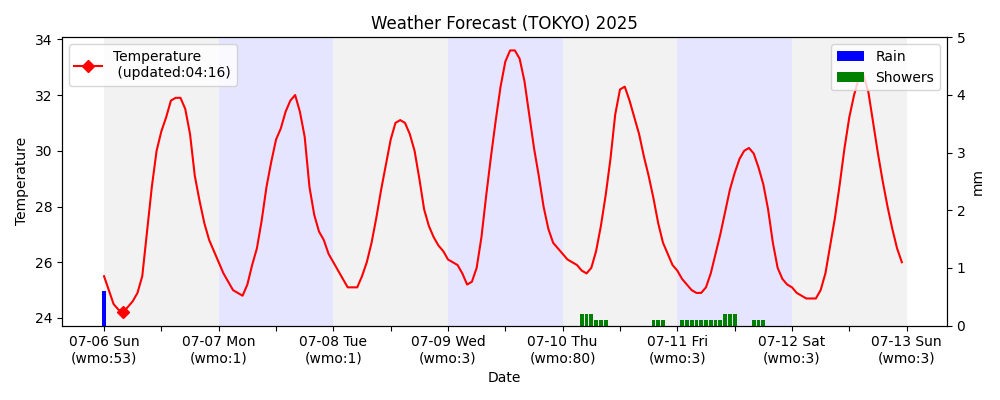 Weather Forecast (TOKYO) 2025
Temperature
(updated:04:16)
Rain
Showers
34
32
30
28
26
24
Temperature
5
4
3
2
1
0
mm
07-06 Sun
(wmo:53)
07-07 Mon
(wmo:1)
07-08 Tue
(wmo:1)
07-09 Wed
(wmo:3)
07-10 Thu
(wmo:80)
07-11 Fri
(wmo:3)
07-12 Sat
(wmo:3)
07-13 Sun
(wmo:3)
Date